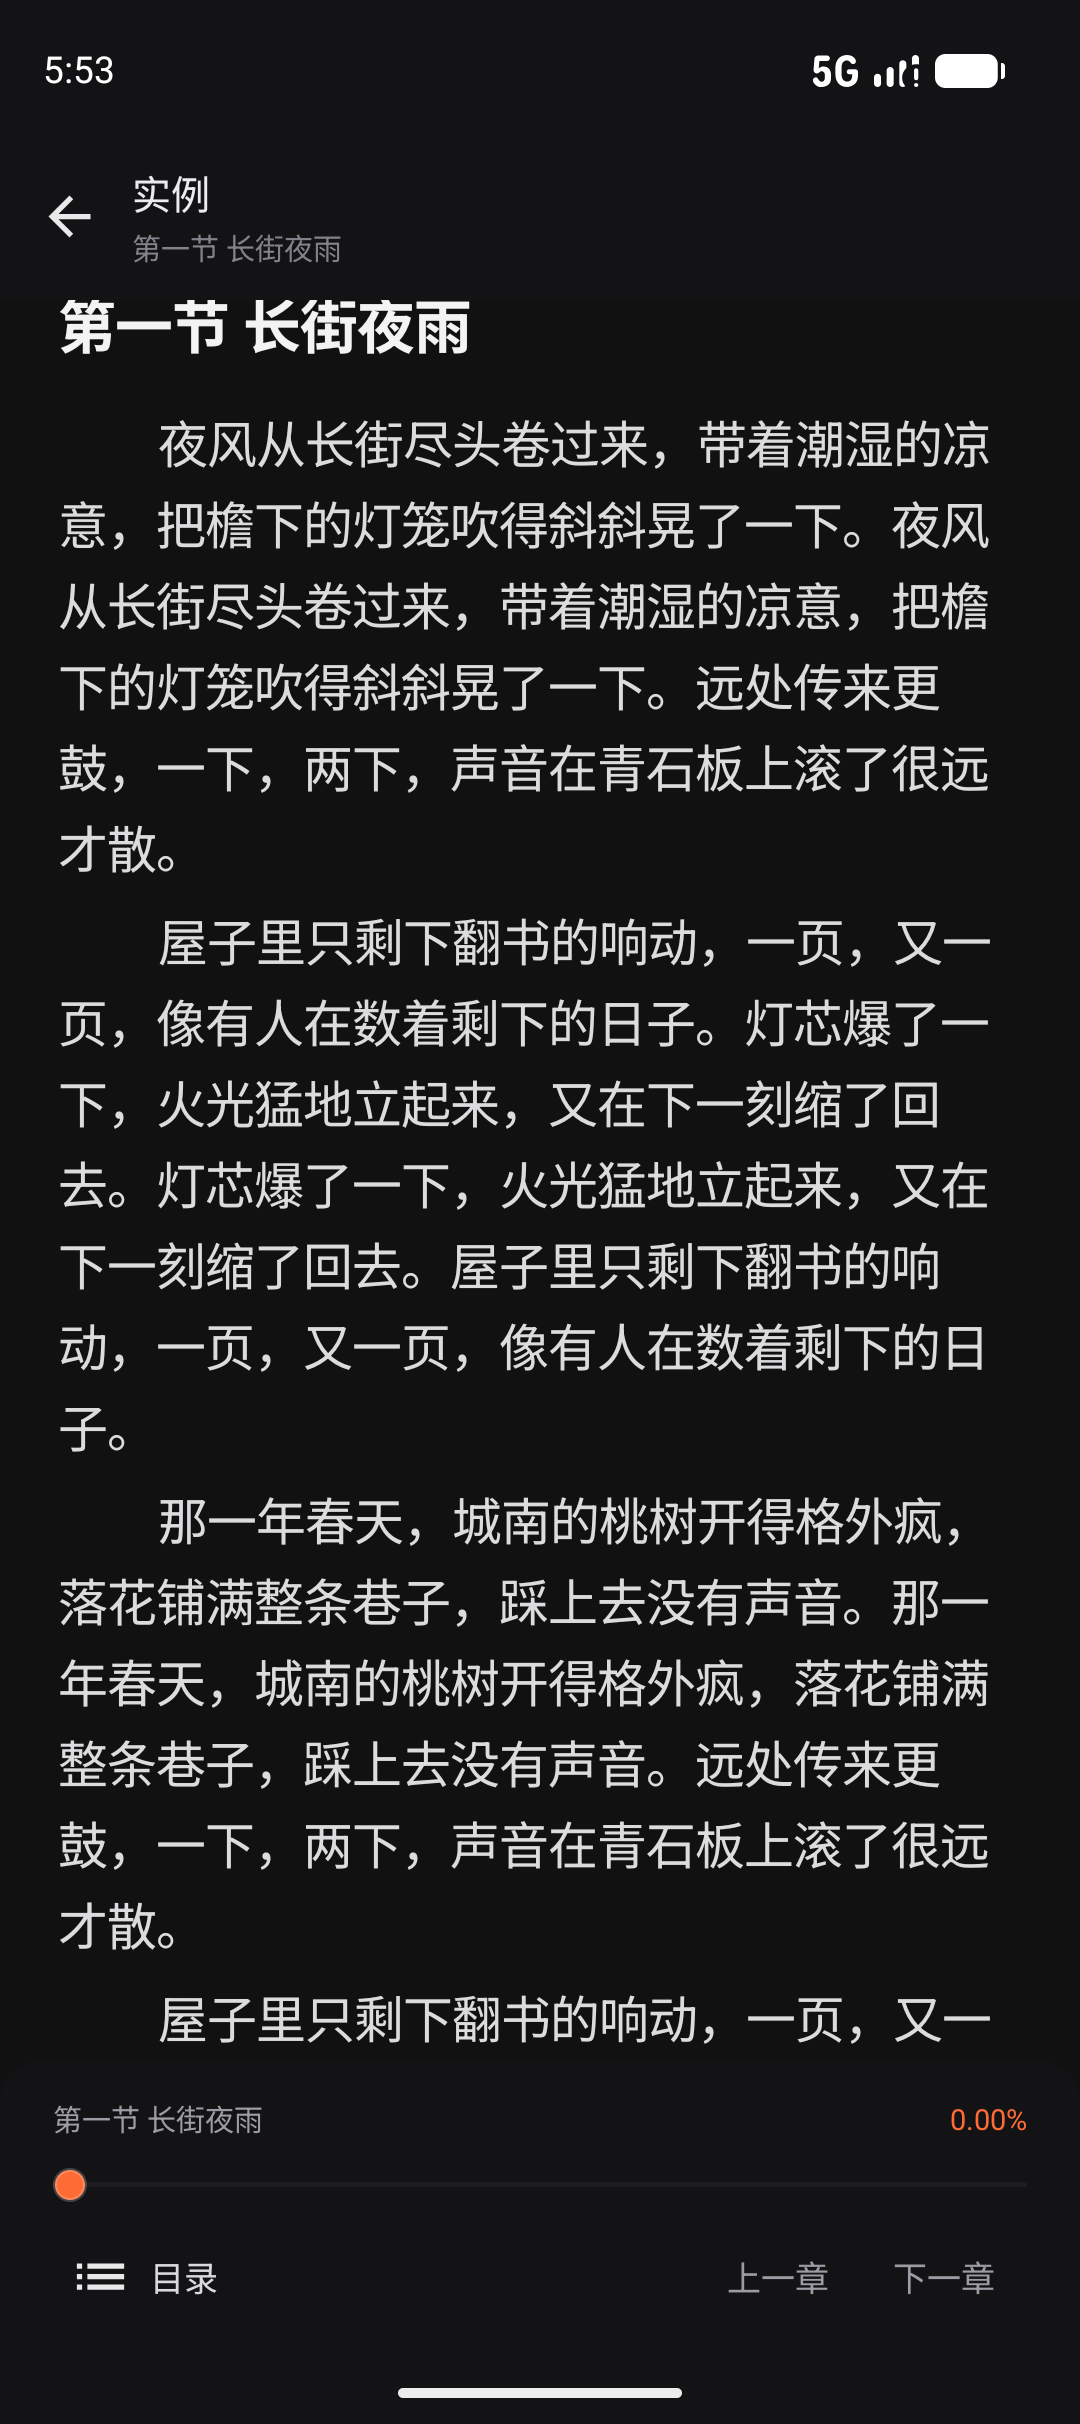 5:53
5G
实例
第一节 长街夜雨
第一节 长街夜雨
夜风从长街尽头卷过来，带着潮湿的凉
意，把檐下的灯笼吹得斜斜晃了一下。夜风
从长街尽头卷过来，带着潮湿的凉意，把檐
下的灯笼吹得斜斜晃了一下。远处传来更
鼓，一下，两下，声音在青石板上滚了很远
才散。
屋子里只剩下翻书的响动，一页，又一
页，像有人在数着剩下的日子。灯芯爆了一
下，火光猛地立起来，又在下一刻缩了回
去。灯芯爆了一下，火光猛地立起来，又在
下一刻缩了回去。屋子里只剩下翻书的响
动，一页，又一页，像有人在数着剩下的日
子。
那一年春天，城南的桃树开得格外疯，
落花铺满整条巷子，踩上去没有声音。那一
年春天，城南的桃树开得格外疯，落花铺满
整条巷子，踩上去没有声音。远处传来更
鼓，一下，两下，声音在青石板上滚了很远
才散。
屋子里只剩下翻书的响动，一页，又一
第一节 长街夜雨
0.00%
目录
上一章
下一章